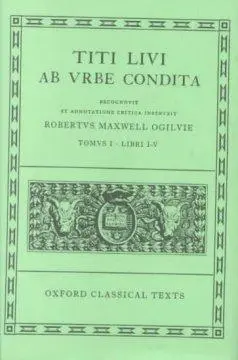 TITI LIVI
AB VRBE CONDITA
RECOGNOVIT
ET ADNOTATIONE CRITICA INSTRVXIT
ROBERTVS MAXWELL OGILVIE
TOMVS I · LIBRI I-V
OXFORD CLASSICAL TEXTS